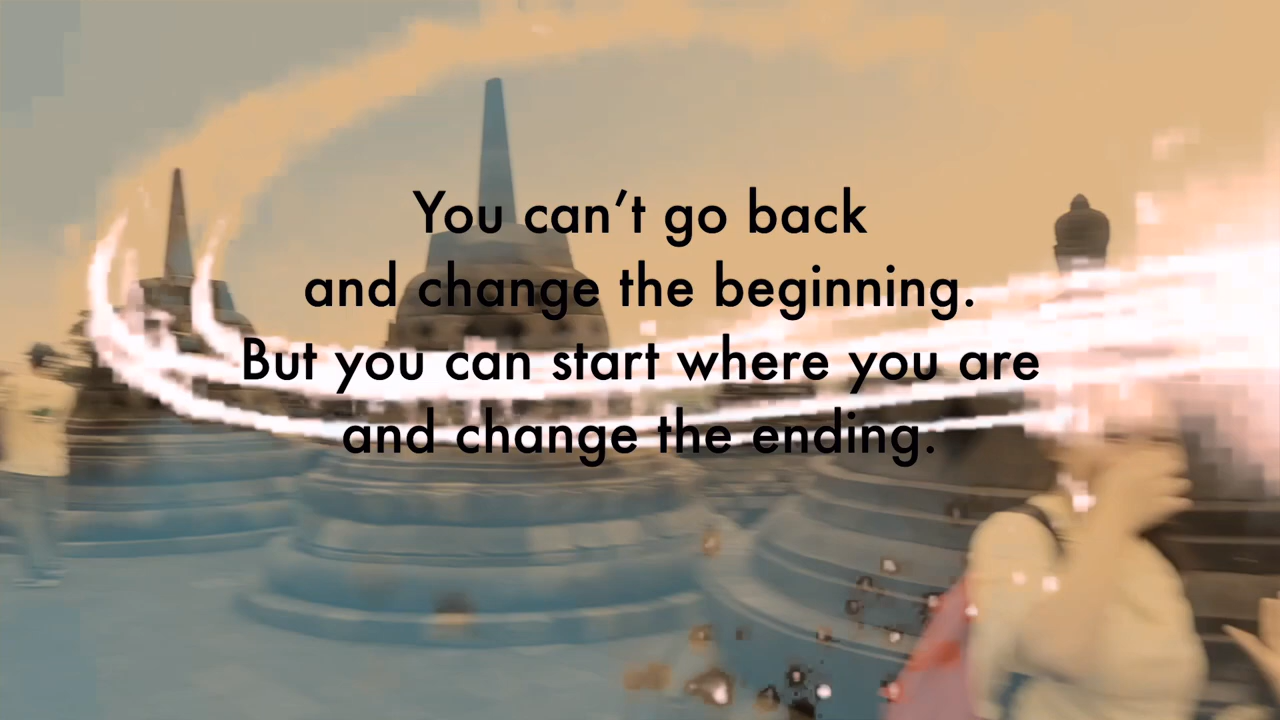 You can’t go back
and change the beginning.
But you can start where you are
and change the ending.